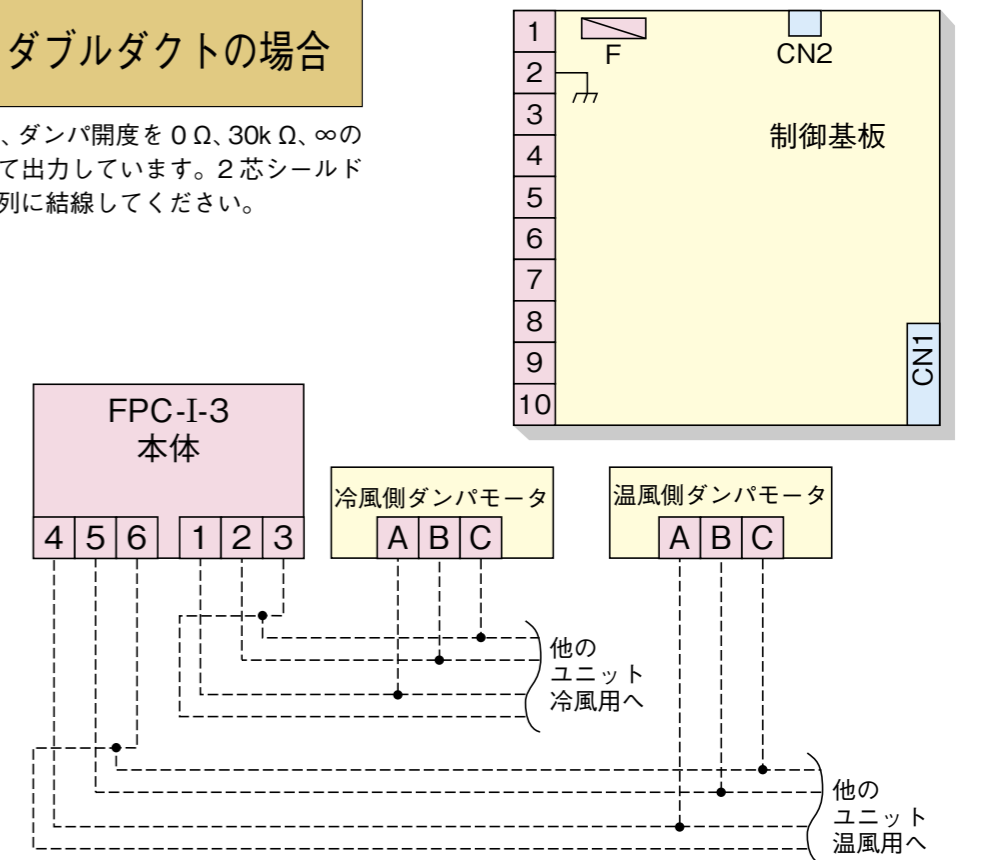 ダブルダクトの場合
、ダンパ開度を 0 Ω、30k Ω、∞の
て出力しています。2 芯シールド
列に結線してください。
1
2
3
4
5
6
7
8
9
10
F
CN2
制御基板
CN1
FPC-I-3
本体
4 5 6 1 2 3
冷風側ダンパモータ
A B C
温風側ダンパモータ
A B C
他の
ユニット
冷風用へ
他の
ユニット
温風用へ